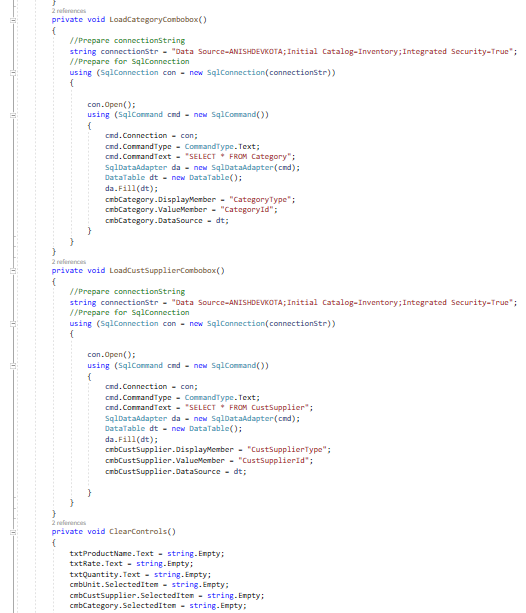 }
2 references
private void LoadCategoryCombobox()
{
//Prepare connectionString
string connectionStr = "Data Source=ANISHDEVKOTA;Initial Catalog=Inventory;Integrated Security=True";
//Prepare for SqlConnection
using (SqlConnection con = new SqlConnection(connectionStr))
{
con.Open();
using (SqlCommand cmd = new SqlCommand())
{
cmd.Connection = con;
cmd.CommandType = CommandType.Text;
cmd.CommandText = "SELECT * FROM Category";
SqlDataAdapter da = new SqlDataAdapter(cmd);
DataTable dt = new DataTable();
da.Fill(dt);
cmbCategory.DisplayMember = "CategoryType";
cmbCategory.ValueMember = "CategoryId";
cmbCategory.DataSource = dt;
}
}
}
2 references
private void LoadCustSupplierCombobox()
{
//Prepare connectionString
string connectionStr = "Data Source=ANISHDEVKOTA;Initial Catalog=Inventory;Integrated Security=True";
//Prepare for SqlConnection
using (SqlConnection con = new SqlConnection(connectionStr))
{
con.Open();
using (SqlCommand cmd = new SqlCommand())
{
cmd.Connection = con;
cmd.CommandType = CommandType.Text;
cmd.CommandText = "SELECT * FROM CustSupplier";
SqlDataAdapter da = new SqlDataAdapter(cmd);
DataTable dt = new DataTable();
da.Fill(dt);
cmbCustSupplier.DisplayMember = "CustSupplierType";
cmbCustSupplier.ValueMember = "CustSupplierId";
cmbCustSupplier.DataSource = dt;
}
}
}
2 references
private void ClearControls()
{
txtProductName.Text = string.Empty;
txtRate.Text = string.Empty;
txtQuantity.Text = string.Empty;
cmbUnit.SelectedItem = string.Empty;
cmbCustSupplier.SelectedItem = string.Empty;
cmbCategory.SelectedItem = string.Empty;